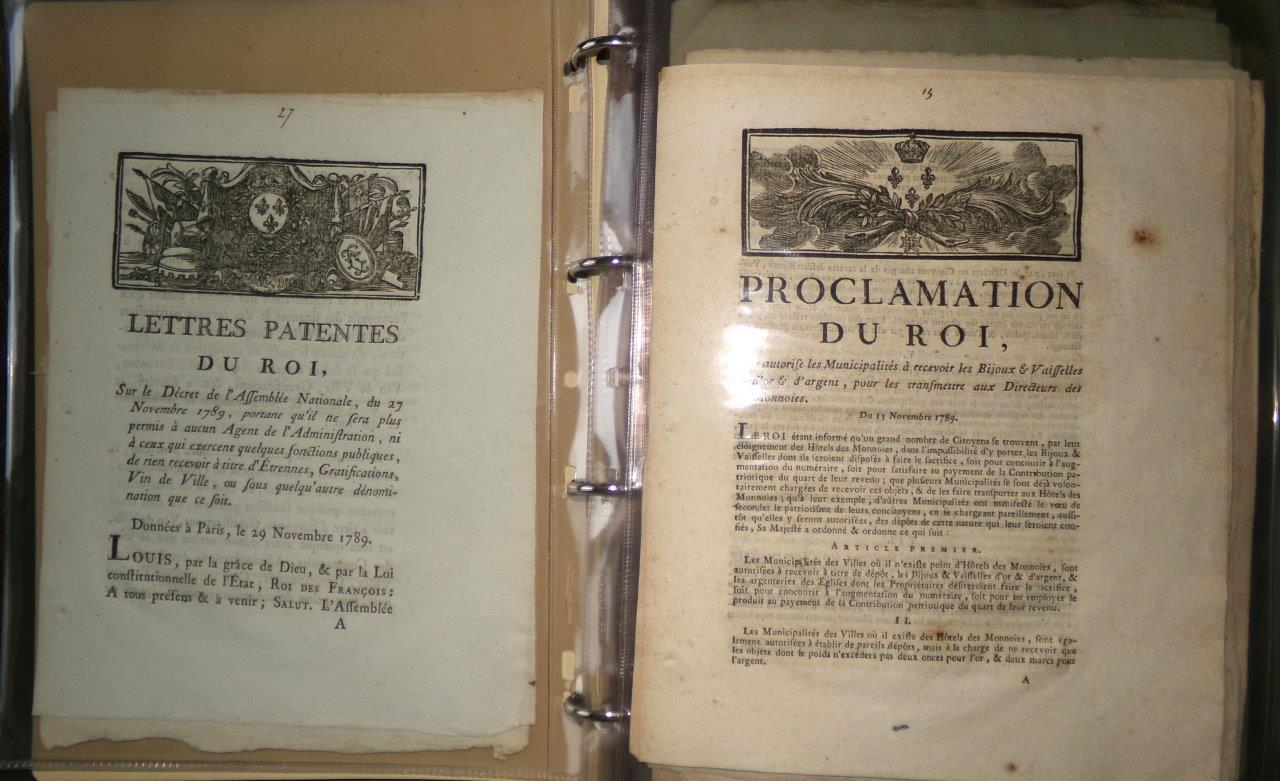 27
LETTRES PATENTES
DU ROI,
Sur le Décret de l'Aſſemblée Nationale, du 27
Novembre 1789, portant qu'il ne ſera plus
permis à aucun Agent de l'Adminiſtration, ni
à ceux qui exercent quelques fonctions publiques,
de rien recevoir à titre d'Étrennes, Gratifications,
Vin de Ville, ou ſous quelqu'autre dénomi-
nation que ce ſoit.
Données à Paris, le 29 Novembre 1789.
LOUIS, par la grâce de Dieu, & par la Loi
conſtitutionnelle de l'État, ROI DES FRANÇOIS:
A tous préſens & à venir; SALUT. L'Aſſemblée
A
15
PROCLAMATION
DU ROI,
autoriſe les Municipalités à recevoir les Bijoux & Vaiſſelles
d'or & d'argent, pour les tranſmettre aux Directeurs des
Monnoies.
Du 15 Novembre 1789.
LE ROI étant informé qu'un grand nombre de Citoyens ſe trouvent, par leur
éloignement des Hôtels des Monnoies, dans l'impoſſibilité d'y porter les Bijoux &
Vaiſſelles dont ils ſeroient diſpoſés à faire le ſacrifice, ſoit pour concourir à l'aug-
mentation du numéraire, ſoit pour ſatisfaire au payement de la Contribution pa-
triotique du quart de leur revenu; que pluſieurs Municipalités ſe ſont déjà volon-
tairement chargées de recevoir ces objets, & de les faire tranſporter aux Hôtels des
Monnoies; qu'à leur exemple, d'autres Municipalités ont manifeſté le vœu de
ſeconder le patriotiſme de leurs concitoyens, en ſe chargeant pareillement, auſſi-
tôt qu'elles y ſeront autoriſées, des dépôts de cette nature qui leur ſeroient con-
fiés, Sa Majeſté a ordonné & ordonne ce qui ſuit:
ARTICLE PREMIER.
Les Municipalités des Villes où il n'exiſte point d'Hôtels des Monnoies, ſont
autoriſées à recevoir à titre de dépôt, les Bijoux & Vaiſſelles d'or & d'argent, &
les argenteries des Égliſes dont les Propriétaires déſireroient faire le ſacrifice,
ſoit pour concourir à l'augmentation du numéraire, ſoit pour en employer le
produit au payement de la Contribution patriotique du quart de leur revenu.
II.
Les Municipalités des Villes où il exiſte des Hôtels des Monnoies, ſont éga-
lement autoriſées à établir de pareils dépôts, mais à la charge de ne recevoir que
les objets dont le poids n'excédera pas deux onces pour l'or, & deux marcs pour
l'argent.
A